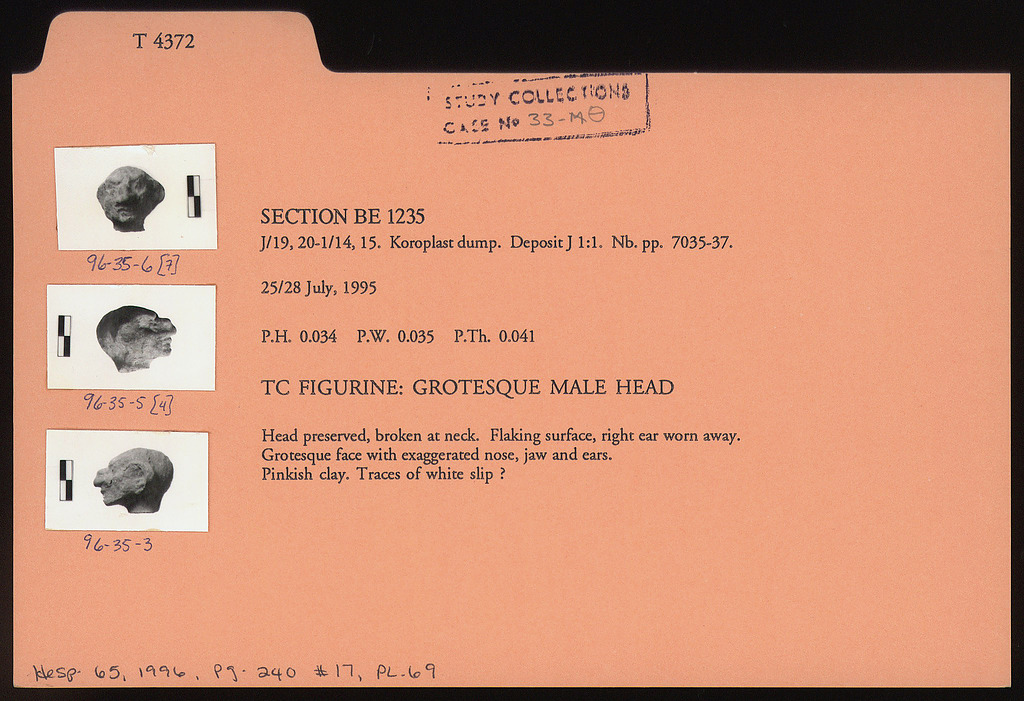 T 4372
STUDY COLLECTIONS
CASE No 33-MΘ
96-35-6 [7]
96-35-5 [4]
96-35-3
SECTION BE 1235
J/19, 20-1/14, 15. Koroplast dump. Deposit J 1:1. Nb. pp. 7035-37.
25/28 July, 1995
P.H. 0.034 P.W. 0.035 P.Th. 0.041
TC FIGURINE: GROTESQUE MALE HEAD
Head preserved, broken at neck. Flaking surface, right ear worn away.
Grotesque face with exaggerated nose, jaw and ears.
Pinkish clay. Traces of white slip ?
Hesp. 65, 1996, Pg. 240 #17, PL. 69